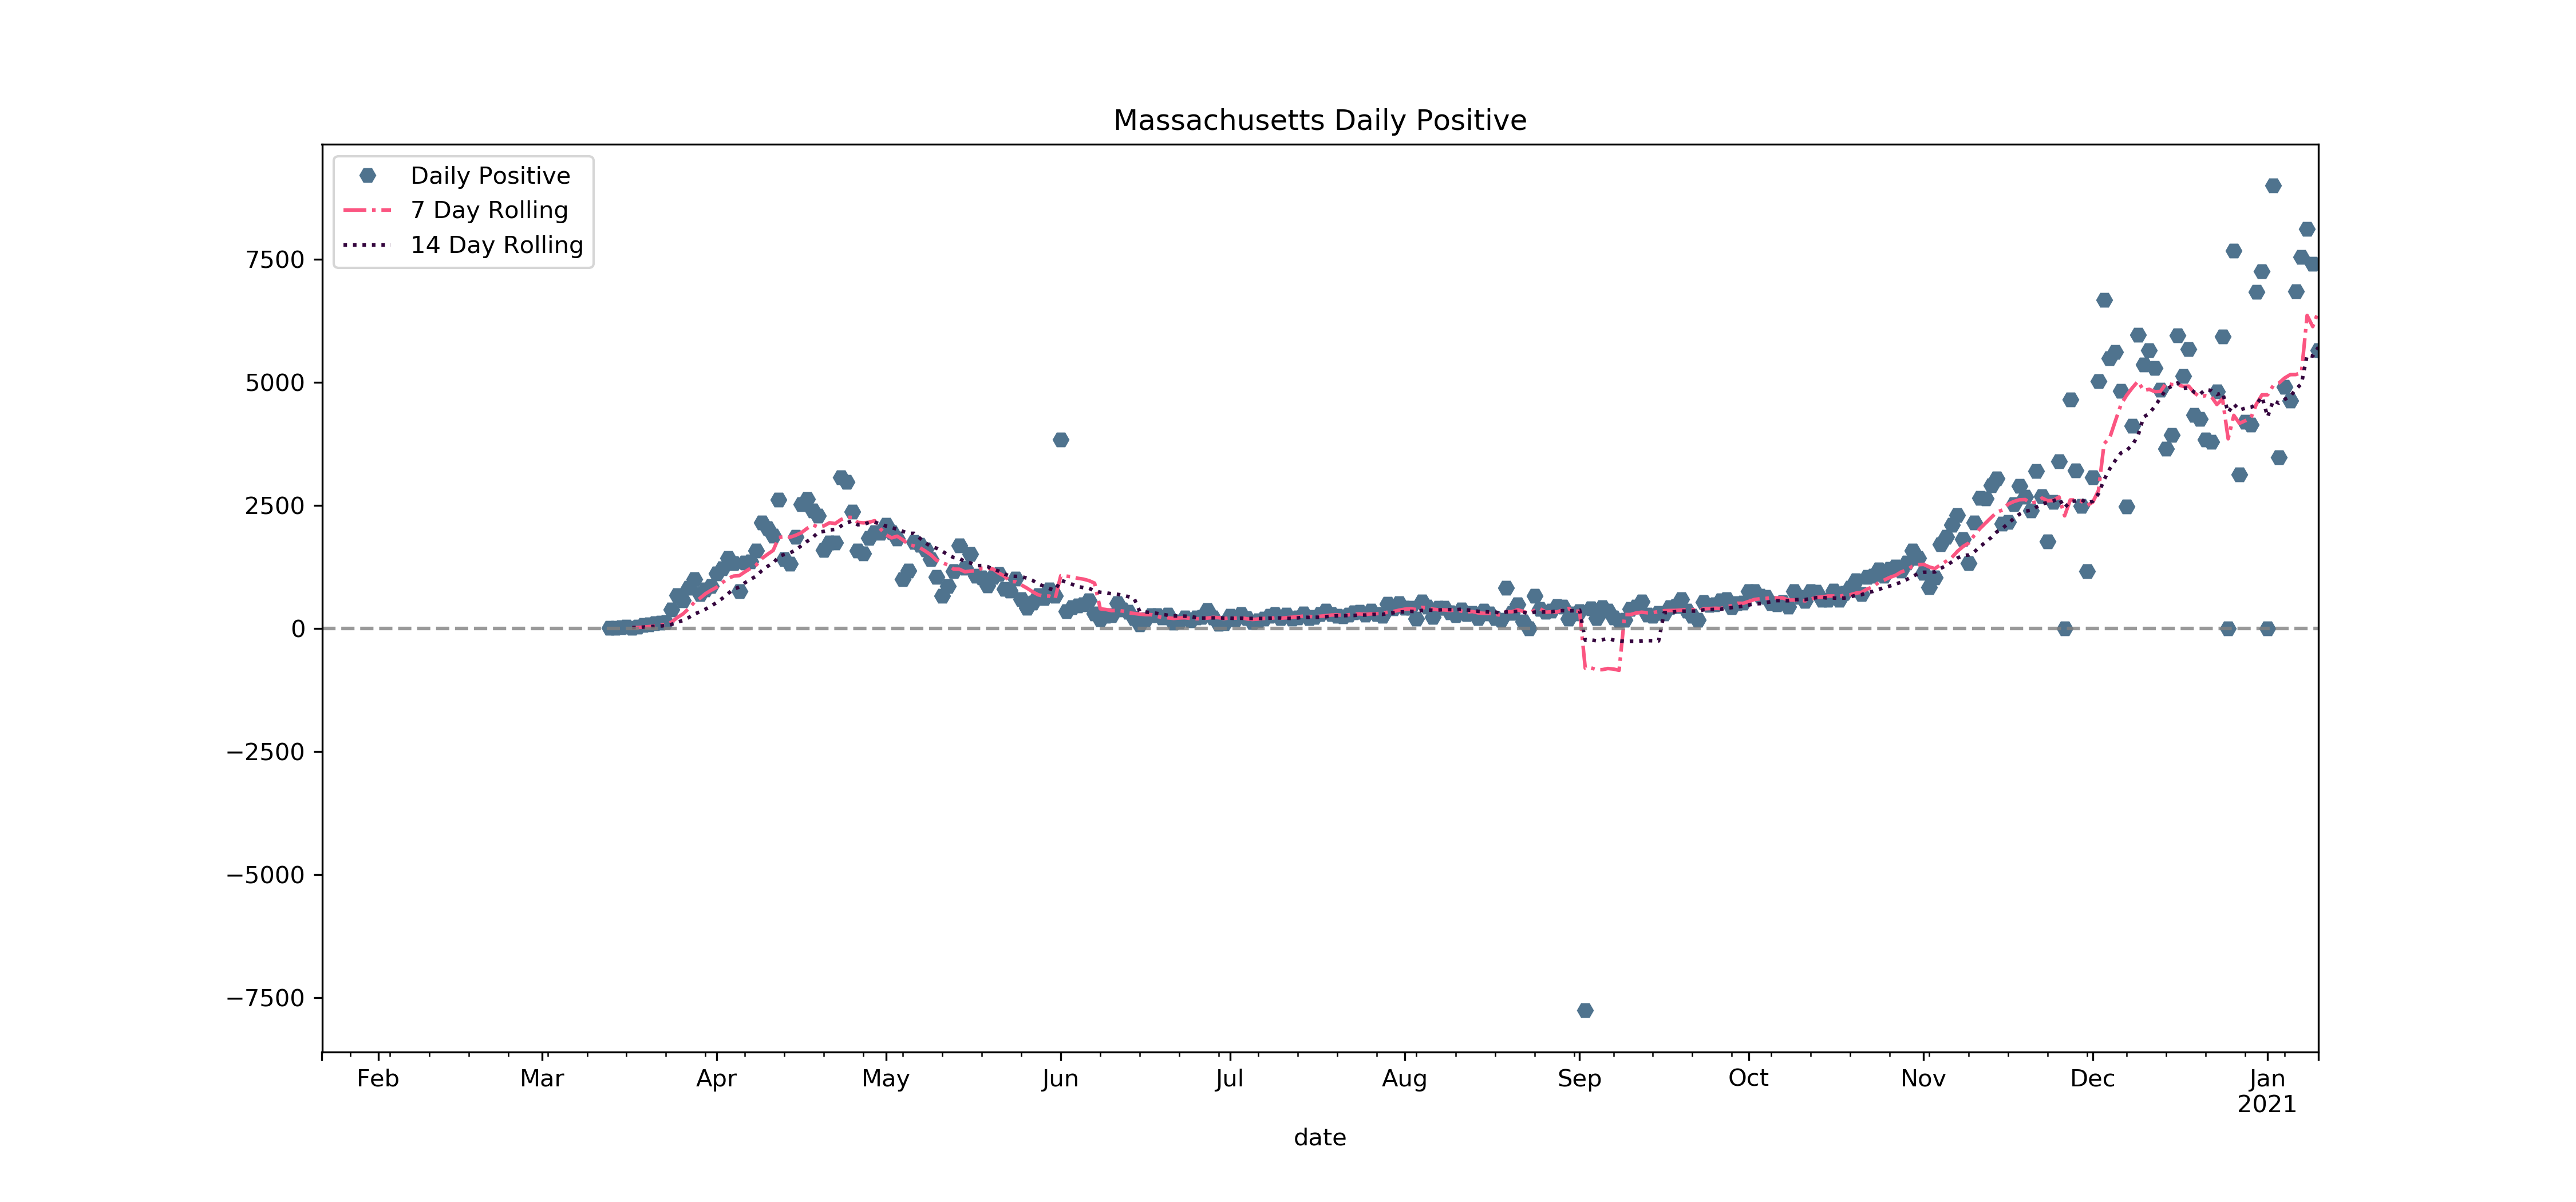 Massachusetts Daily Positive
Daily Positive
7 Day Rolling
14 Day Rolling
7500
5000
2500
0
−2500
−5000
−7500
Feb Mar Apr May Jun Jul Aug Sep Oct Nov Dec Jan
2021
date